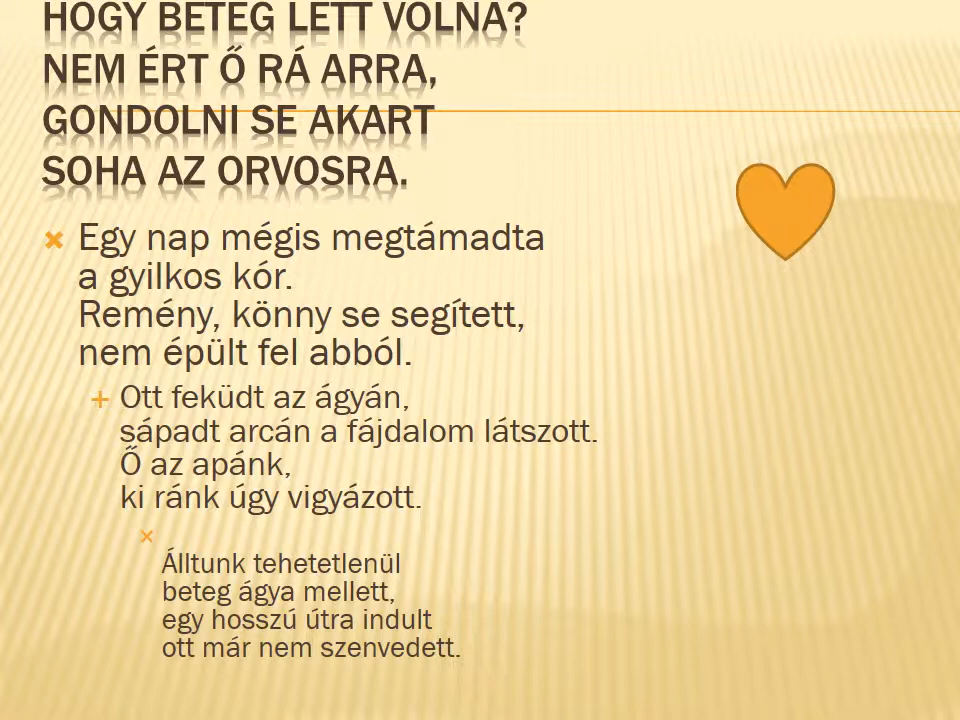 HOGY BETEG LETT VOLNA?
NEM ÉRT Ő RÁ ARRA,
GONDOLNI SE AKART
SOHA AZ ORVOSRA.
Egy nap mégis megtámadta
a gyilkos kór.
Remény, könny se segített,
nem épült fel abból.
Ott feküdt az ágyán,
sápadt arcán a fájdalom látszott.
Ő az apánk,
ki ránk úgy vigyázott.
Álltunk tehetetlenül
beteg ágya mellett,
egy hosszú útra indult
ott már nem szenvedett.